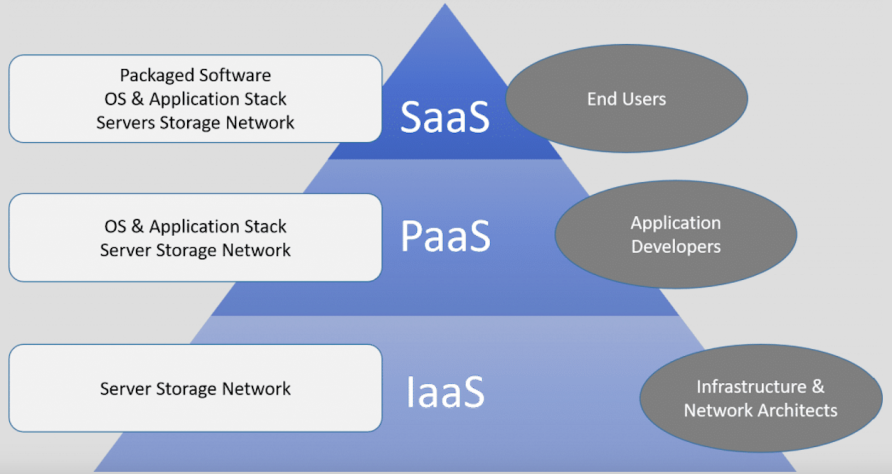 Packaged Software
OS & Application Stack
Servers Storage Network
SaaS
End Users
OS & Application Stack
Server Storage Network
PaaS
Application
Developers
Server Storage Network
IaaS
Infrastructure &
Network Architects